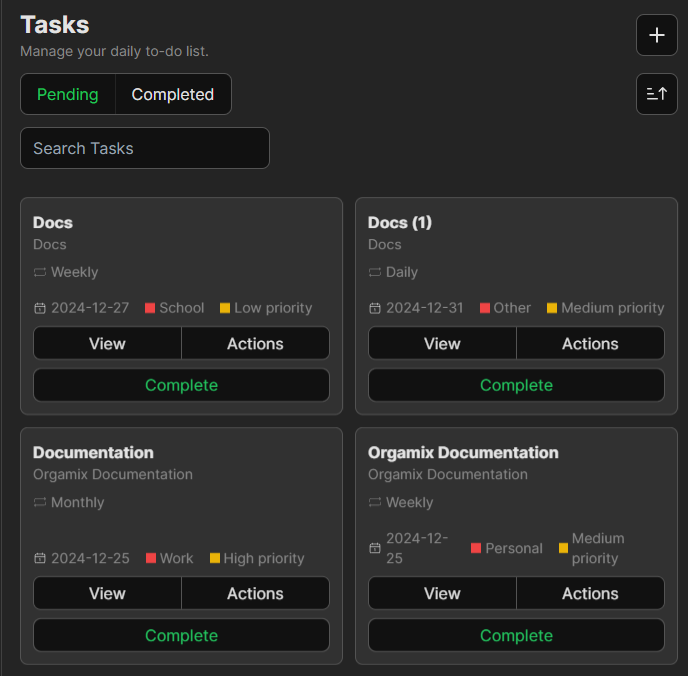 Tasks
Manage your daily to-do list.
Pending Completed
Search Tasks
Docs
Docs
Weekly
2024-12-27 School Low priority
View Actions
Complete
Docs (1)
Docs
Daily
2024-12-31 Other Medium priority
View Actions
Complete
Documentation
Orgamix Documentation
Monthly
2024-12-25 Work High priority
View Actions
Complete
Orgamix Documentation
Orgamix Documentation
Weekly
2024-12-
25
Personal
Medium
priority
View Actions
Complete